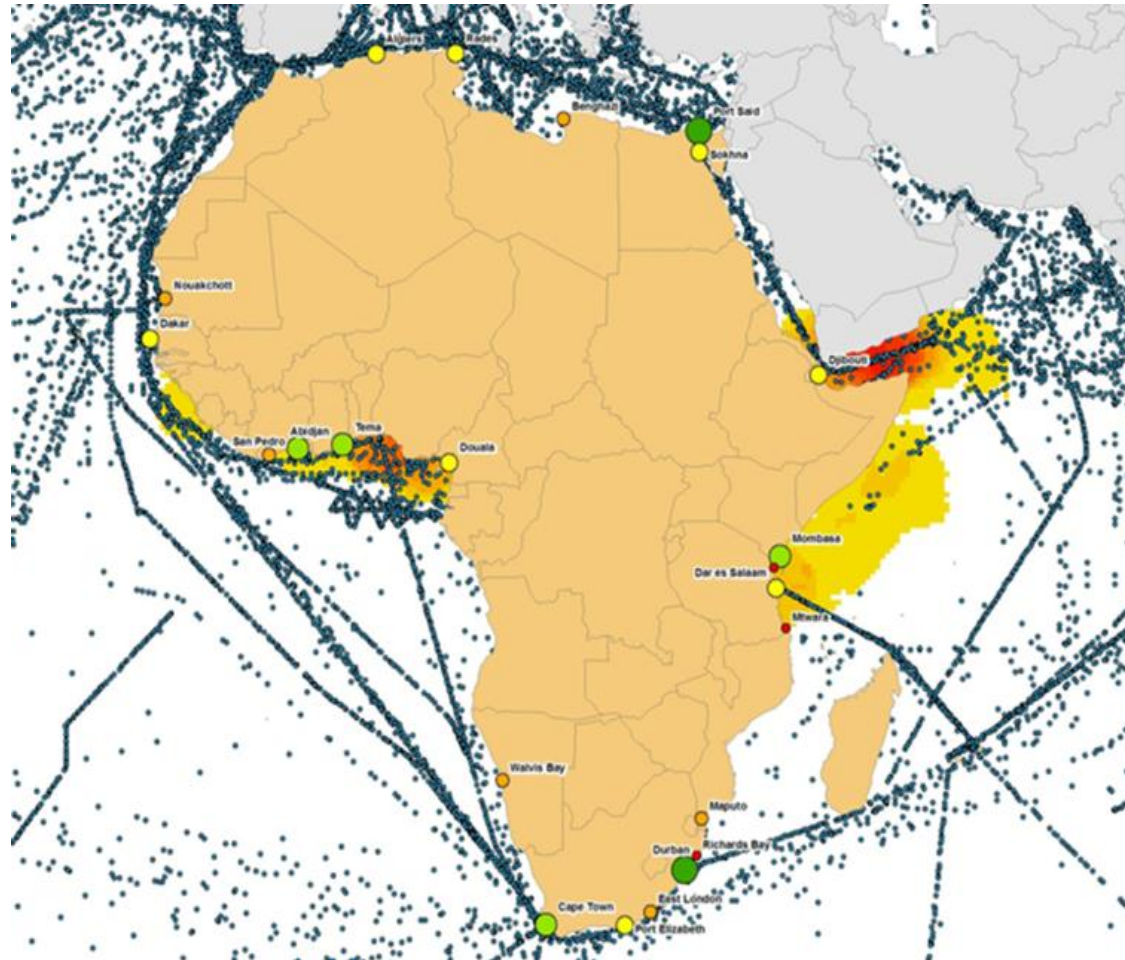 Algiers
Rades
Benghazi
Port Said
Sokhna
Nouakchott
Dakar
Djibouti
San Pedro
Abidjan
Tema
Douala
Mombasa
Dar es Salaam
Mtwara
Walvis Bay
Maputo
Durban
Richards Bay
East London
Cape Town
Port Elizabeth